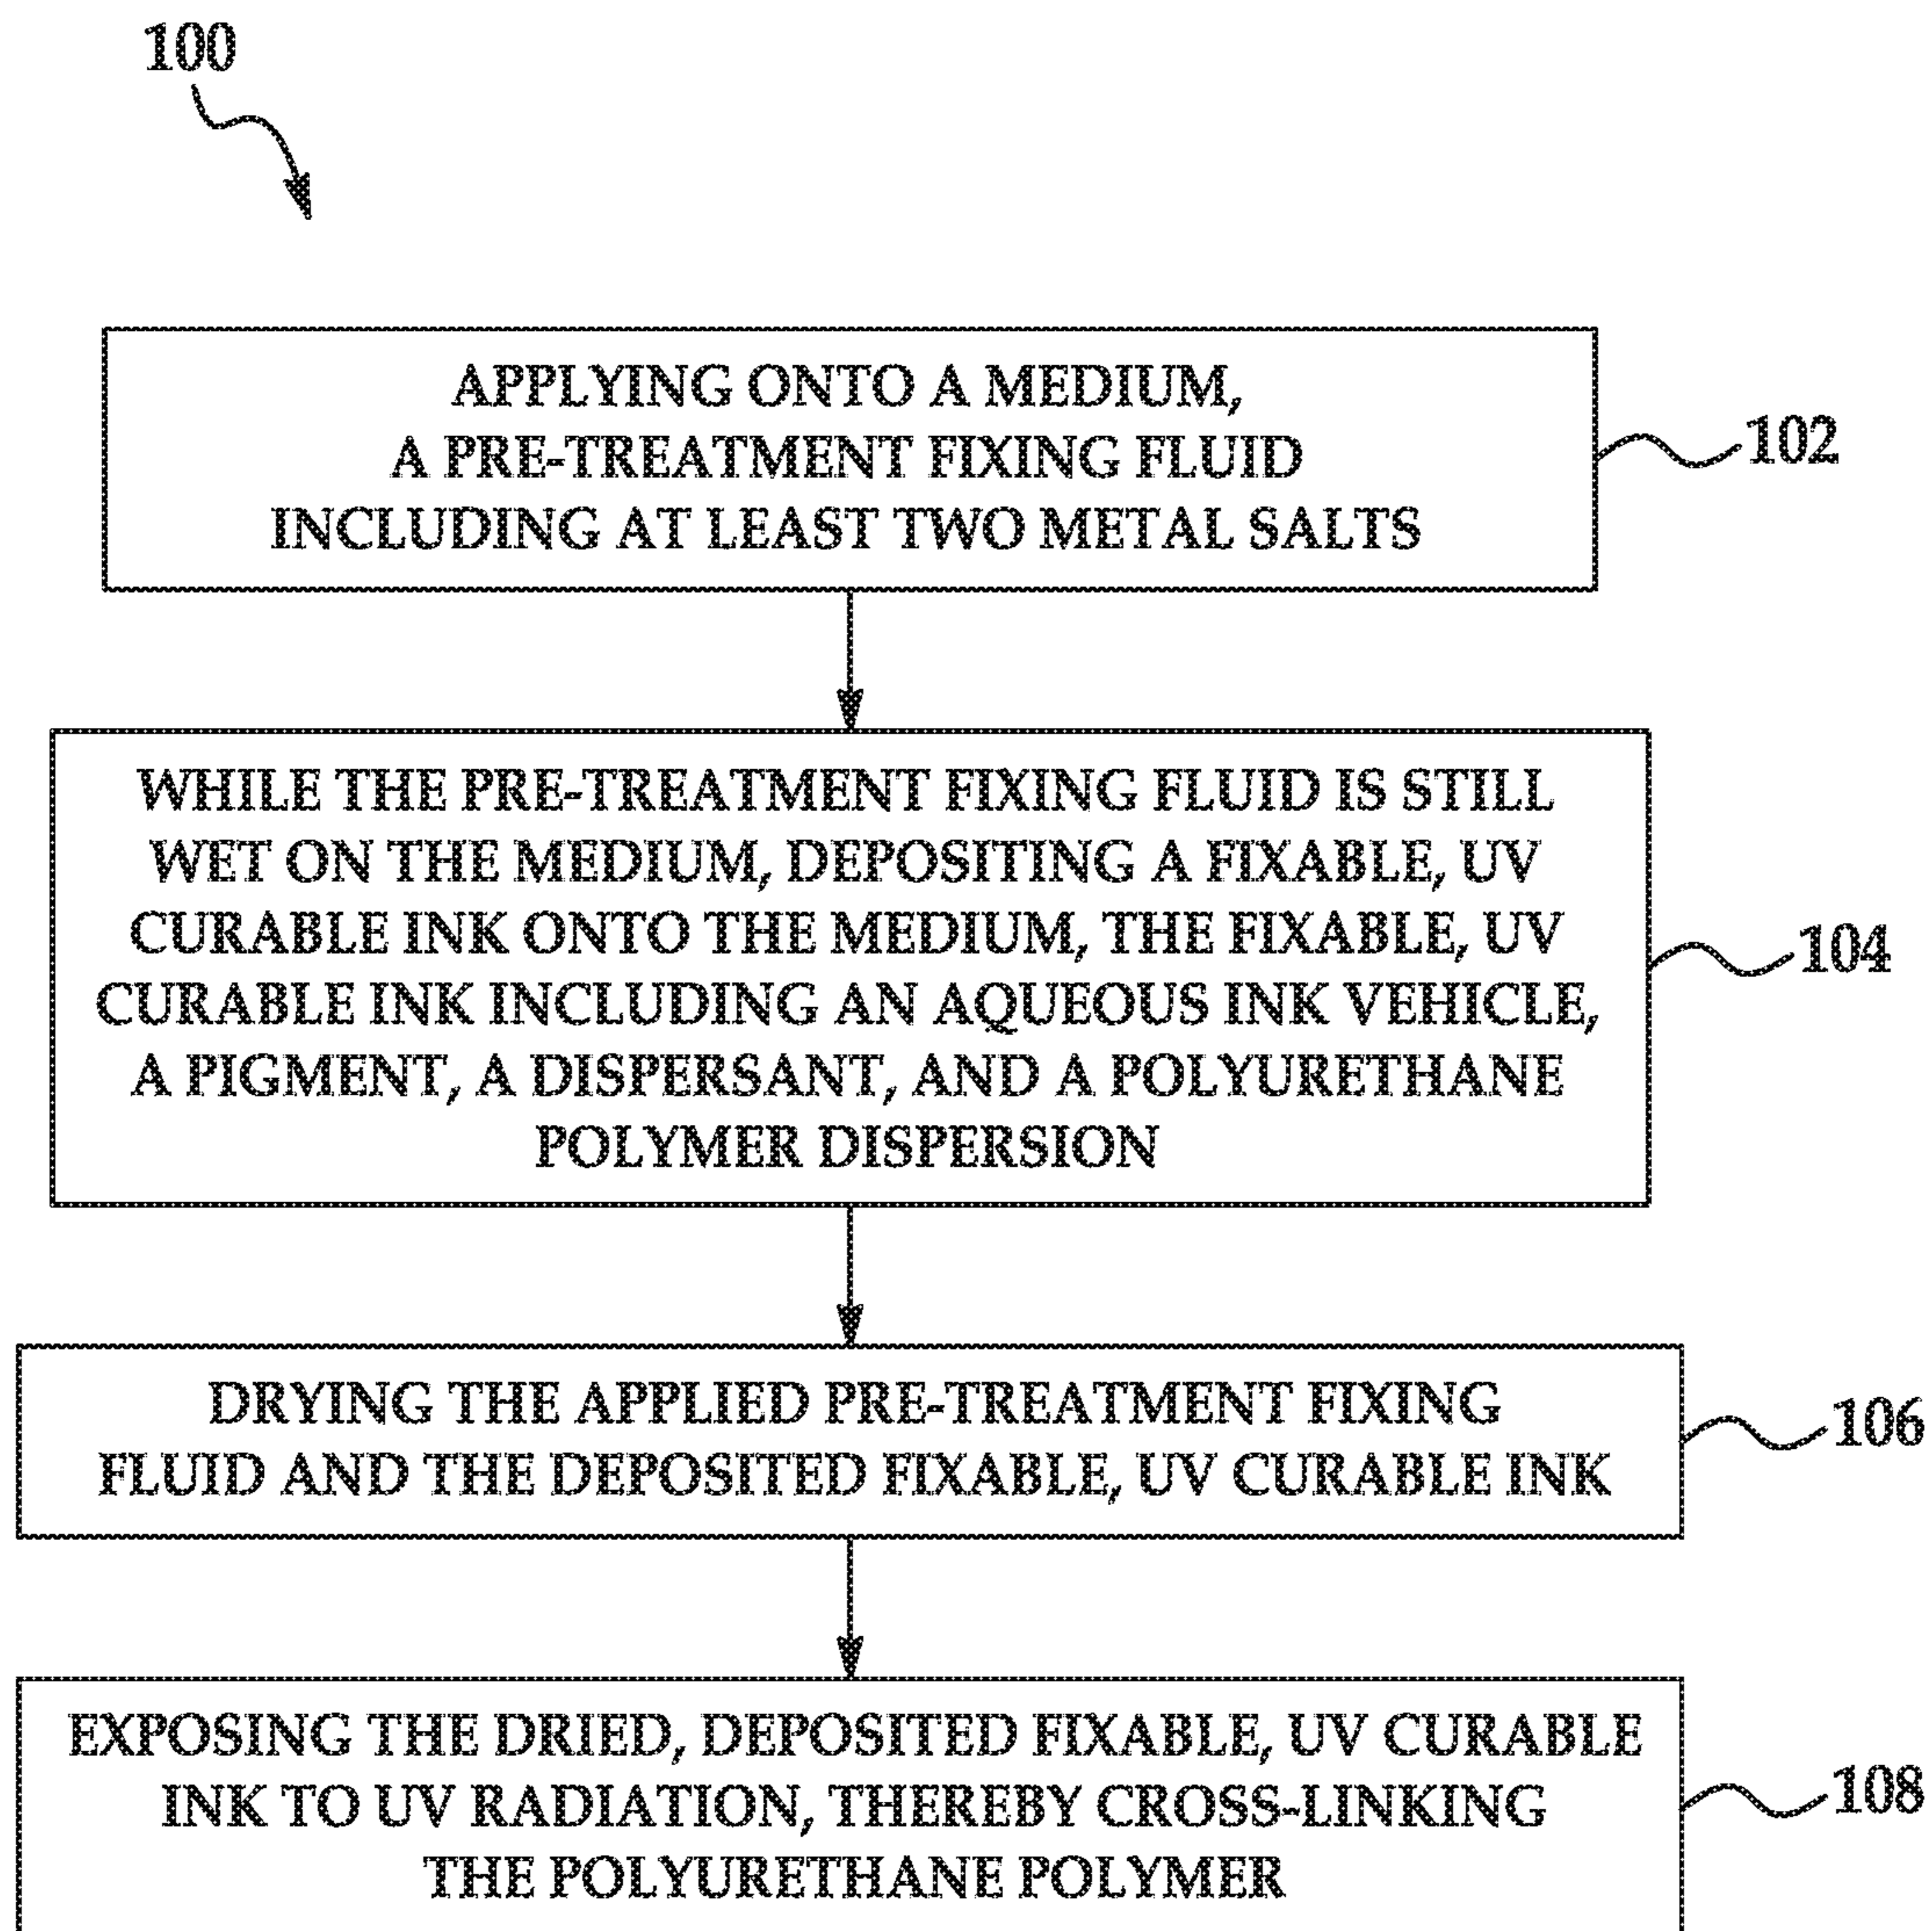 100
APPLYING ONTO A MEDIUM,
A PRE-TREATMENT FIXING FLUID
INCLUDING AT LEAST TWO METAL SALTS
102
WHILE THE PRE-TREATMENT FIXING FLUID IS STILL
WET ON THE MEDIUM, DEPOSITING A FIXABLE, UV
CURABLE INK ONTO THE MEDIUM, THE FIXABLE, UV
CURABLE INK INCLUDING AN AQUEOUS INK VEHICLE,
A PIGMENT, A DISPERSANT, AND A POLYURETHANE
POLYMER DISPERSION
104
DRYING THE APPLIED PRE-TREATMENT FIXING
FLUID AND THE DEPOSITED FIXABLE, UV CURABLE INK
106
EXPOSING THE DRIED, DEPOSITED FIXABLE, UV CURABLE
INK TO UV RADIATION, THEREBY CROSS-LINKING
THE POLYURETHANE POLYMER
108